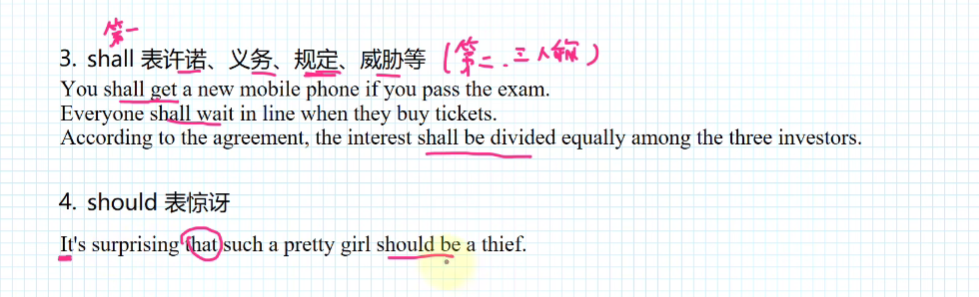 第一
3. shall 表许诺、义务、规定、威胁等 (第二.三人称)
You shall get a new mobile phone if you pass the exam.
Everyone shall wait in line when they buy tickets.
According to the agreement, the interest shall be divided equally among the three investors.
4. should 表惊讶
It's surprising that such a pretty girl should be a thief.